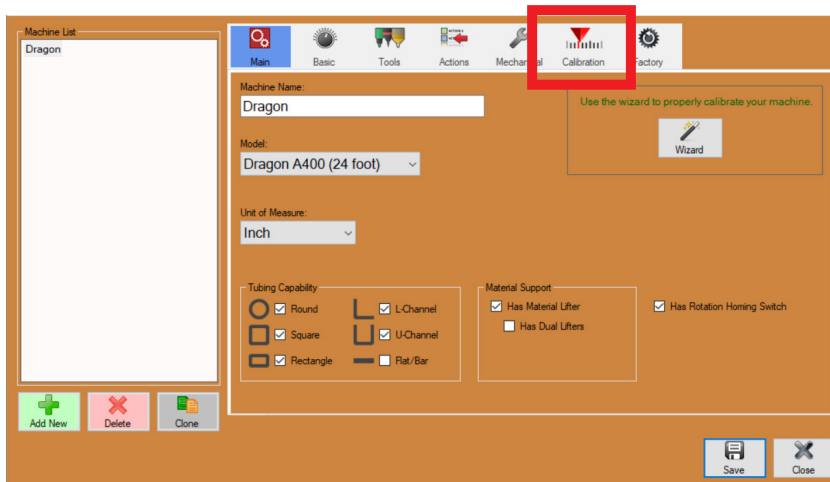 Machine List
Dragon
Main
Basic
Tools
Actions
Mechanical
Calibration
Factory
Machine Name:
Dragon
Use the wizard to properly calibrate your machine.
Wizard
Model:
Dragon A400 (24 foot)
Unit of Measure:
Inch
Tubing Capability
Round
L-Channel
Square
U-Channel
Rectangle
Flat/Bar
Material Support
Has Material Lifter
Has Dual Lifters
Has Rotation Homing Switch
Add New
Delete
Clone
Save
Close